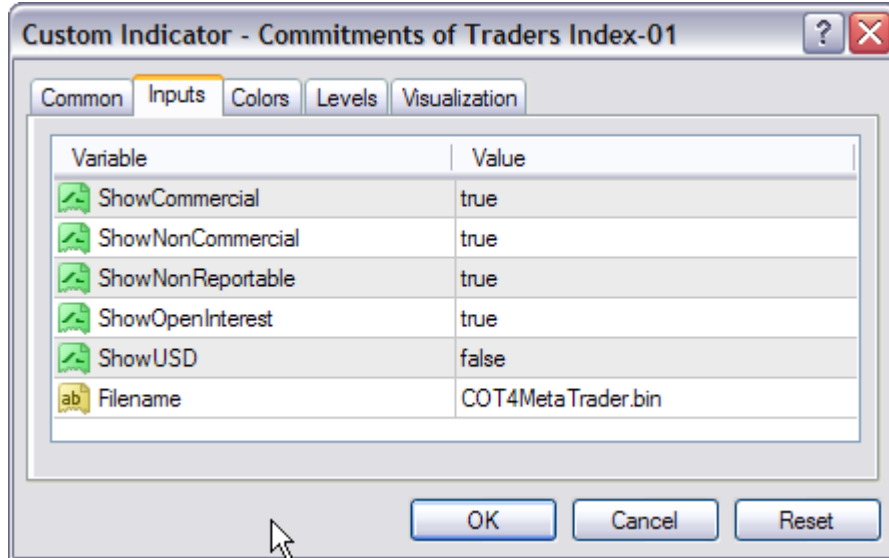 Custom Indicator - Commitments of Traders Index-01 ?
Common Inputs Colors Levels Visualization
Variable Value
ShowCommercial true
ShowNonCommercial true
ShowNonReportable true
ShowOpenInterest true
ShowUSD false
ab Filename COT4MetaTrader.bin
OK Cancel Reset